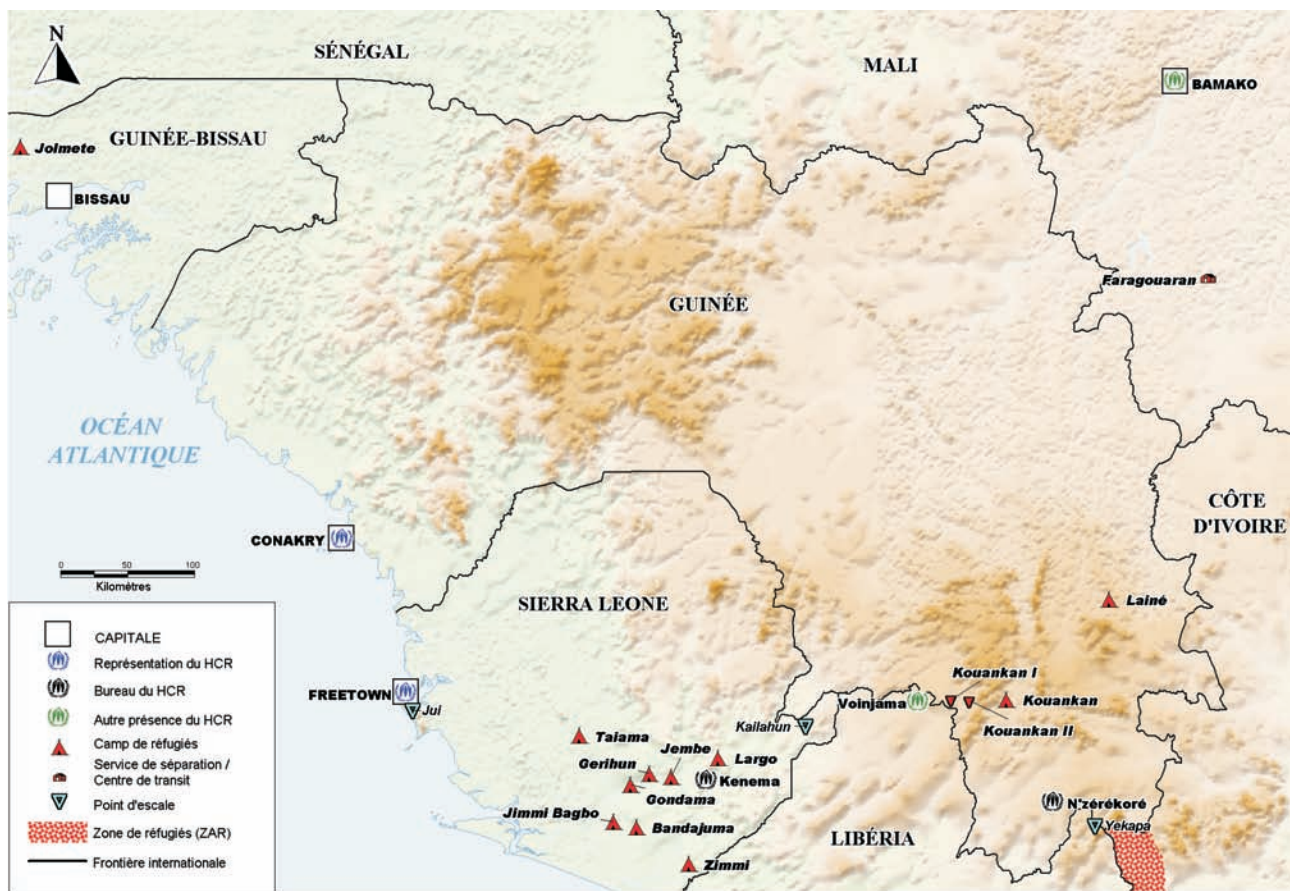 N
SÉNÉGAL
MALI
BAMAKO
GUINÉE-BISSAU
Jolmete
BISSAU
Faragouaran
GUINÉE
OCÉAN
ATLANTIQUE
CÔTE
D'IVOIRE
CONAKRY
0 50 100
Kilomètres
SIERRA LEONE
Lainé
Kouankan I
FREETOWN
Jui
Voinjama
Kouankan
Kailahun
Kouankan II
Taiama
Jembe
Gerihun
Largo
Kenema
Gondama
Jimmi Bagbo
Bandajuma
N'zérékoré
Yekapa
LIBÉRIA
Zimmi
CAPITALE
Représentation du HCR
Bureau du HCR
Autre présence du HCR
Camp de réfugiés
Service de séparation /
Centre de transit
Point d'escale
Zone de réfugiés (ZAR)
Frontière internationale